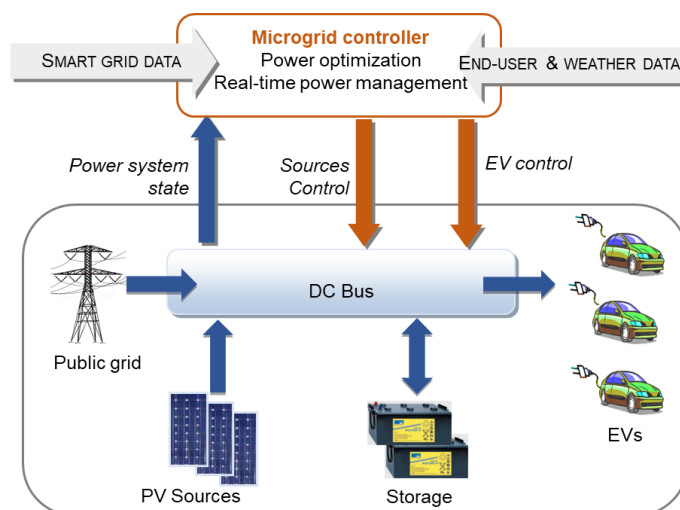 Microgrid controller
SMART GRID DATA
Power optimization
END-USER & WEATHER DATA
Real-time power management
Power system
state
Sources
Control
EV control
DC Bus
Public grid
PV Sources
Storage
EVs